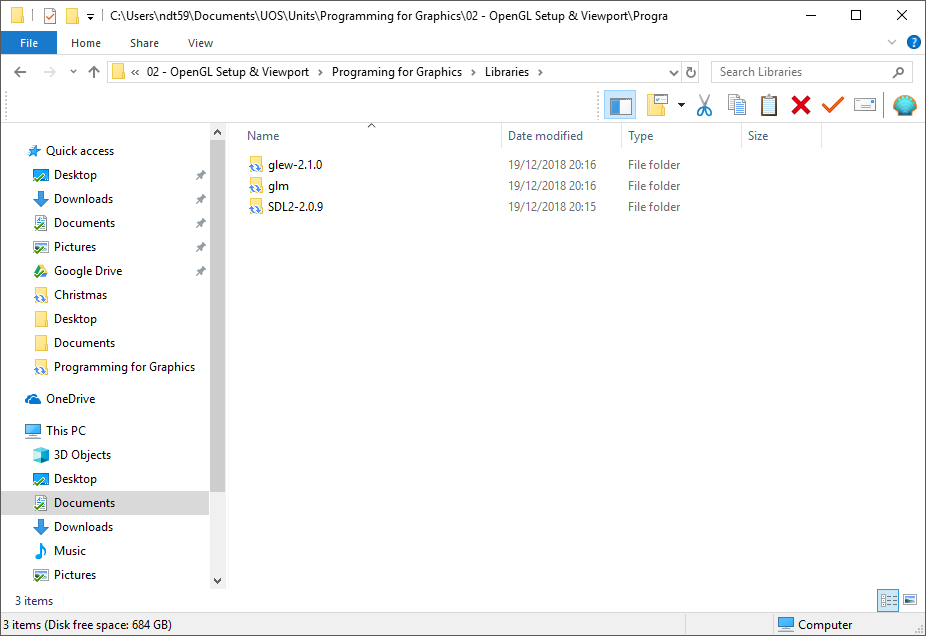 C:\Users\ndt59\Documents\UOS\Units\Programming for Graphics\02 - OpenGL Setup & Viewport\Progra
File Home Share View
« 02 - OpenGL Setup & Viewport > Programing for Graphics > Libraries >
Search Libraries
Name Date modified Type Size
glew-2.1.0 19/12/2018 20:16 File folder
glm 19/12/2018 20:16 File folder
SDL2-2.0.9 19/12/2018 20:15 File folder
Quick access
Desktop
Downloads
Documents
Pictures
Google Drive
Christmas
Desktop
Documents
Programming for Graphics
OneDrive
This PC
3D Objects
Desktop
Documents
Downloads
Music
Pictures
3 items
3 items (Disk free space: 684 GB)
Computer